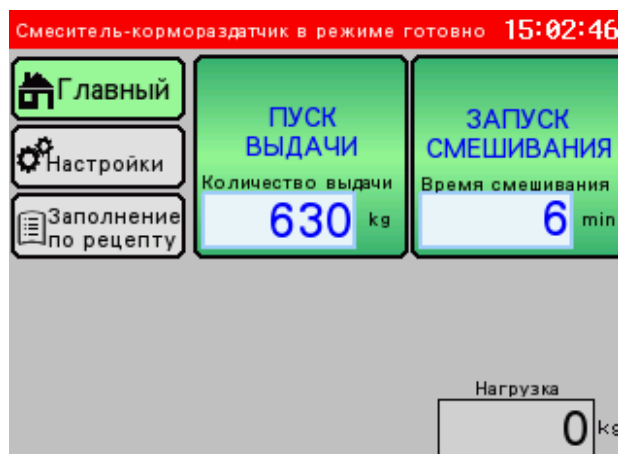 Смеситель-кормораздатчик в режиме готовно 15:02:46
Главный
Настройки
Заполнение
по рецепту
ПУСК
ВЫДАЧИ
Количество выдачи
630 kg
ЗАПУСК
СМЕШИВАНИЯ
Время смешивания
6 min
Нагрузка
0 kg